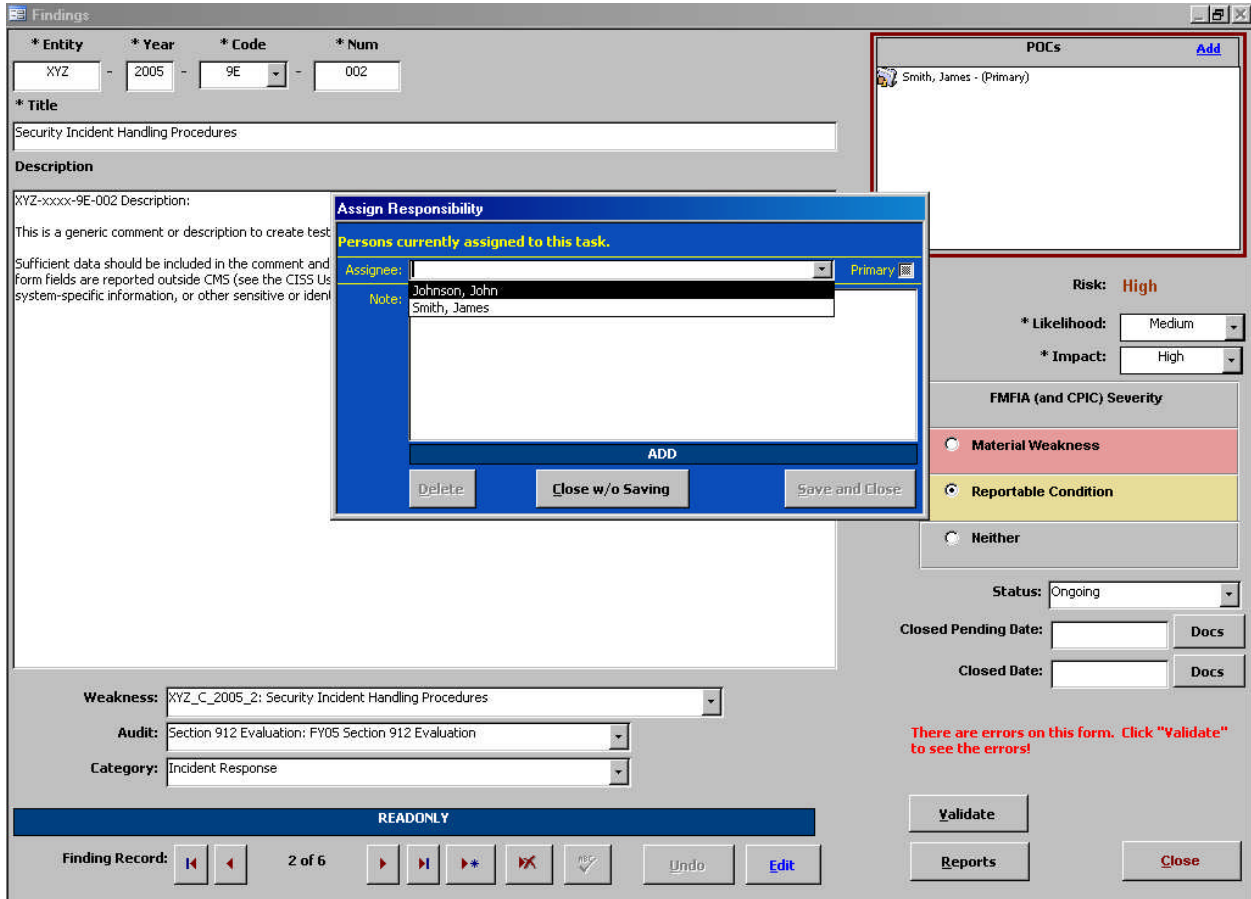 Findings
* Entity * Year * Code * Num
XYZ - 2005 - 9E - 002
* Title
Security Incident Handling Procedures
Description
XYZ-xxxx-9E-002 Description:
This is a generic comment or description to create test
Sufficient data should be included in the comment and
form fields are reported outside CMS (see the CISS Us
system-specific information, or other sensitive or iden
POCs Add
Smith, James - (Primary)
Assign Responsibility
Persons currently assigned to this task.
Assignee: Primary
Johnson, John
Smith, James
Note:
ADD
Delete Close w/o Saving Save and Close
Risk: High
* Likelihood: Medium
* Impact: High
FMFIA (and CPIC) Severity
Material Weakness
Reportable Condition
Neither
Status: Ongoing
Closed Pending Date: Docs
Closed Date: Docs
Weakness: XYZ_C_2005_2: Security Incident Handling Procedures
Audit: Section 912 Evaluation: FY05 Section 912 Evaluation
Category: Incident Response
There are errors on this form. Click "Validate"
to see the errors!
READONLY
Finding Record: 2 of 6 ABC Undo Edit
Validate
Reports Close